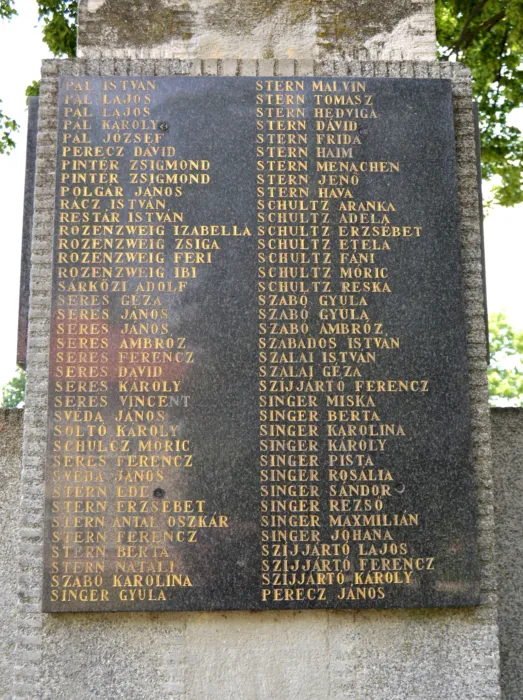 PÁL ISTVÁN
PÁL LAJOS
PÁL LAJOS
PÁL KÁROLY
PÁL JÓZSEF
PERECZ DÁVID
PINTÉR ZSIGMOND
PINTÉR ZSIGMOND
POLGÁR JÁNOS
RÁCZ ISTVÁN
RESTÁR ISTVÁN
ROZENZWEIG IZABELLA
ROZENZWEIG ZSIGA
ROZENZWEIG FERI
ROZENZWEIG IBI
SÁRKÖZI ADOLF
SERES GÉZA
SERES JÁNOS
SERES JÁNOS
SERES AMBRÓZ
SERES FERENCZ
SERES DÁVID
SERES KÁROLY
SERES VINCENT
SVÉDA JÁNOS
SOLTÓ KÁROLY
SCHULCZ MÓRIC
SERES FERENCZ
SVÉDA JÁNOS
STERN EDE
STERN ERZSÉBET
STERN ANTAL OSZKÁR
STERN FERENCZ
STERN BERTA
STERN NATÁLI
SZABÓ KAROLINA
SINGER GYULA
STERN MALVIN
STERN TOMASZ
STERN HEDVIGA
STERN DÁVID
STERN FRIDA
STERN HAIM
STERN MENACHEN
STERN JENŐ
STERN HAVA
SCHULTZ ARANKA
SCHULTZ ADELA
SCHULTZ ERZSÉBET
SCHULTZ ETELA
SCHULTZ FÁNI
SCHULTZ MÓRIC
SCHULTZ RESKA
SZABÓ GYULA
SZABÓ GYULA
SZABÓ AMBRÓZ
SZABADOS ISTVÁN
SZALAI ISTVÁN
SZALAJ GÉZA
SZIJJÁRTÓ FERENCZ
SINGER MISKA
SINGER BERTA
SINGER KAROLINA
SINGER KÁROLY
SINGER PISTA
SINGER ROSALIA
SINGER SÁNDOR
SINGER REZSÖ
SINGER MAXMILIÁN
SINGER JOHANA
SZIJJÁRTÓ LAJOS
SZIJJÁRTÓ FERENCZ
SZIJJÁRTÓ KÁROLY
PERECZ JÁNOS